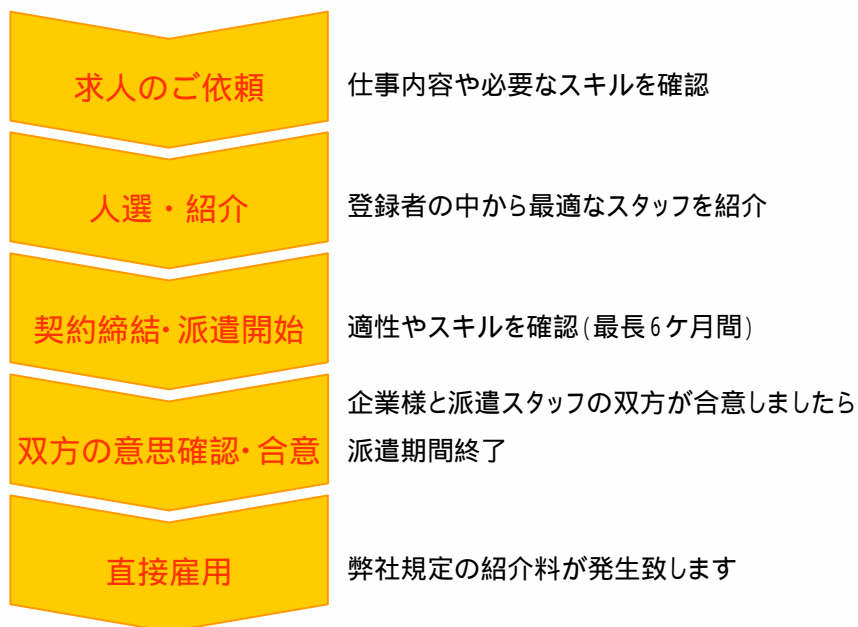 求人のご依頼
仕事内容や必要なスキルを確認
人選・紹介
登録者の中から最適なスタッフを紹介
契約締結・派遣開始
適性やスキルを確認(最長6ケ月間)
双方の意思確認・合意
企業様と派遣スタッフの双方が合意しましたら
派遣期間終了
直接雇用
弊社規定の紹介料が発生致します